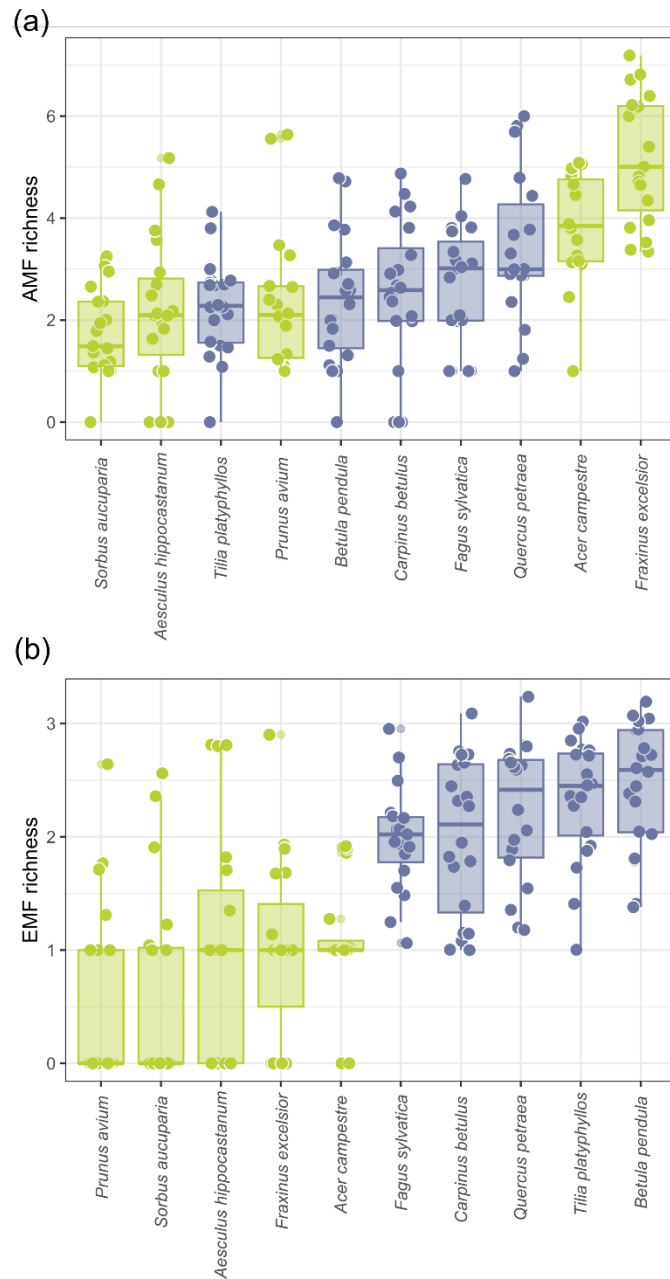 (a)
AMF richness
6
4
2
0
Sorbus aucuparia
Aesculus hippocastanum
Tilia platyphyllos
Prunus avium
Betula pendula
Carpinus betulus
Fagus sylvatica
Quercus petraea
Acer campestre
Fraxinus excelsior
(b)
EMF richness
3
2
1
0
Prunus avium
Sorbus aucuparia
Aesculus hippocastanum
Fraxinus excelsior
Acer campestre
Fagus sylvatica
Carpinus betulus
Quercus petraea
Tilia platyphyllos
Betula pendula